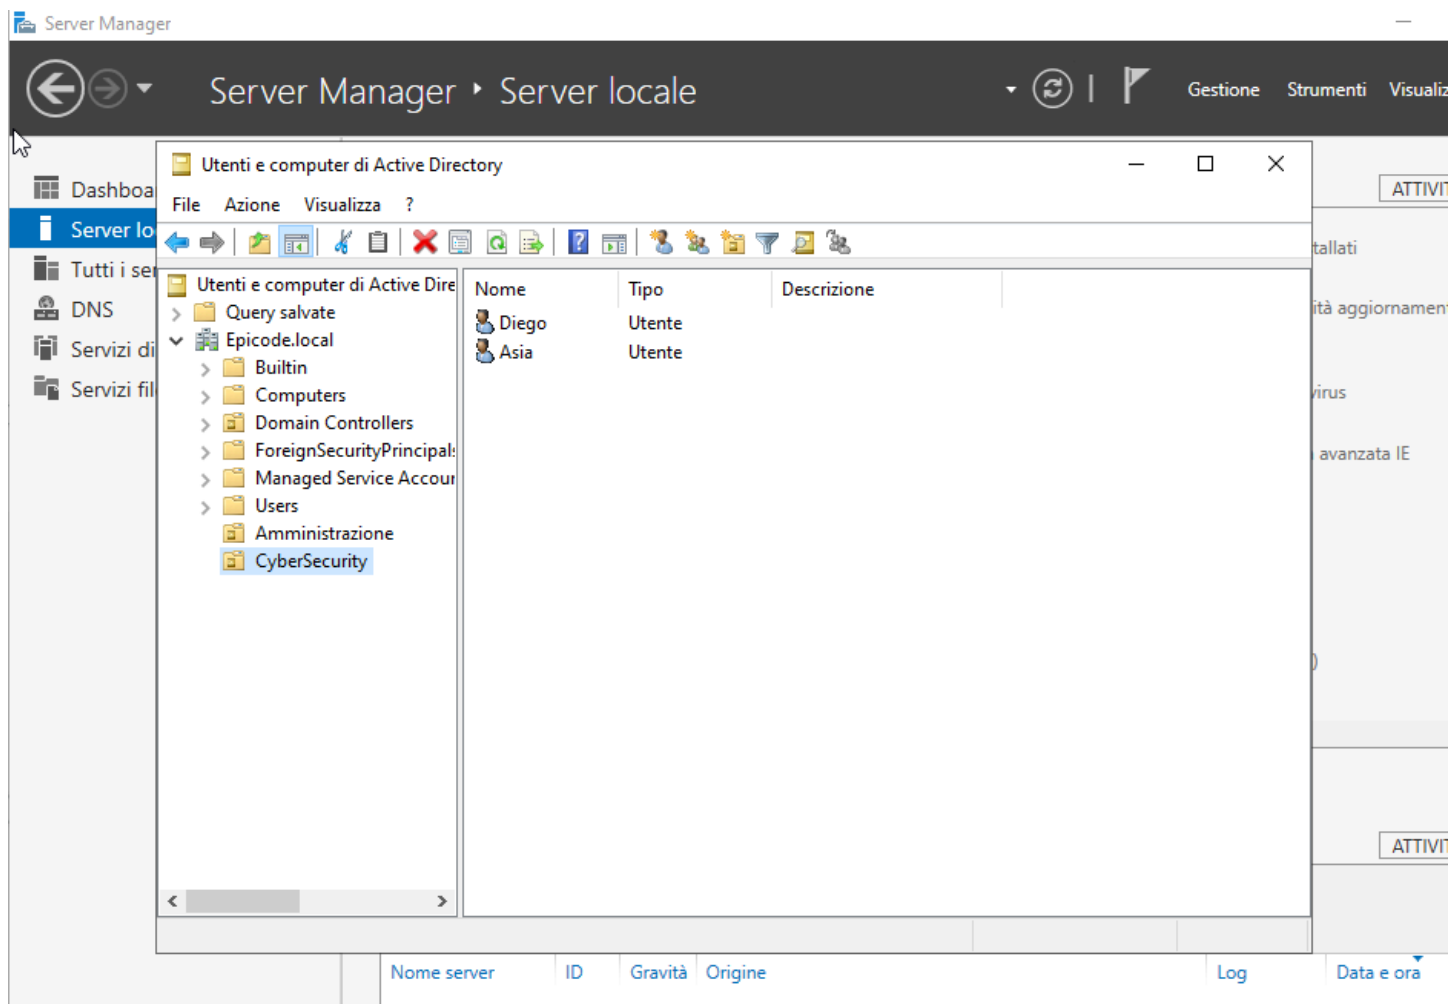 Server Manager
Server Manager ‣ Server locale
Gestione Strumenti Visualiz
Utenti e computer di Active Directory
File Azione Visualizza ?
Dashboa
Server lo
Tutti i ser
DNS
Servizi di
Servizi fil
Utenti e computer di Active Dire
Query salvate
Epicode.local
Builtin
Computers
Domain Controllers
ForeignSecurityPrincipals
Managed Service Accour
Users
Amministrazione
CyberSecurity
Nome Tipo Descrizione
Diego Utente
Asia Utente
ATTIVIT
tallati
ità aggiornament
virus
avanzata IE
)
ATTIVIT
Nome server ID Gravità Origine Log Data e ora